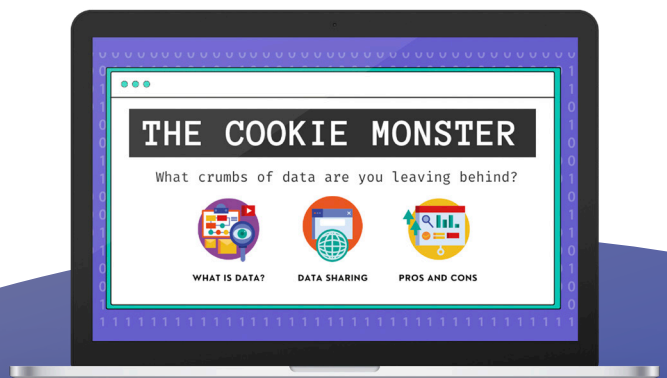 THE COOKIE MONSTER
What crumbs of data are you leaving behind?
WHAT IS DATA?
DATA SHARING
PROS AND CONS